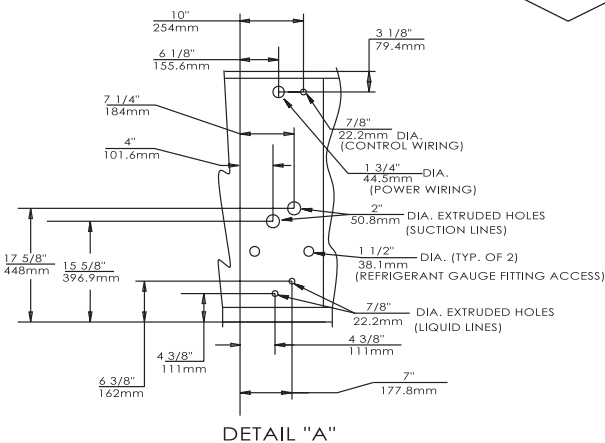 10"
254mm
3 1/8"
79.4mm
6 1/8"
155.6mm
7 1/4"
184mm
7/8"
22.2mm DIA.
(CONTROL WIRING)
4"
101.6mm
1 3/4" DIA.
44.5mm
(POWER WIRING)
2"
50.8mm DIA. EXTRUDED HOLES
(SUCTION LINES)
17 5/8"
448mm
15 5/8"
396.9mm
1 1/2" DIA. (TYP. OF 2)
38.1mm
(REFRIGERANT GAUGE FITTING ACCESS)
7/8" DIA. EXTRUDED HOLES
22.2mm (LIQUID LINES)
4 3/8"
111mm
4 3/8"
111mm
6 3/8"
162mm
7"
177.8mm
DETAIL "A"